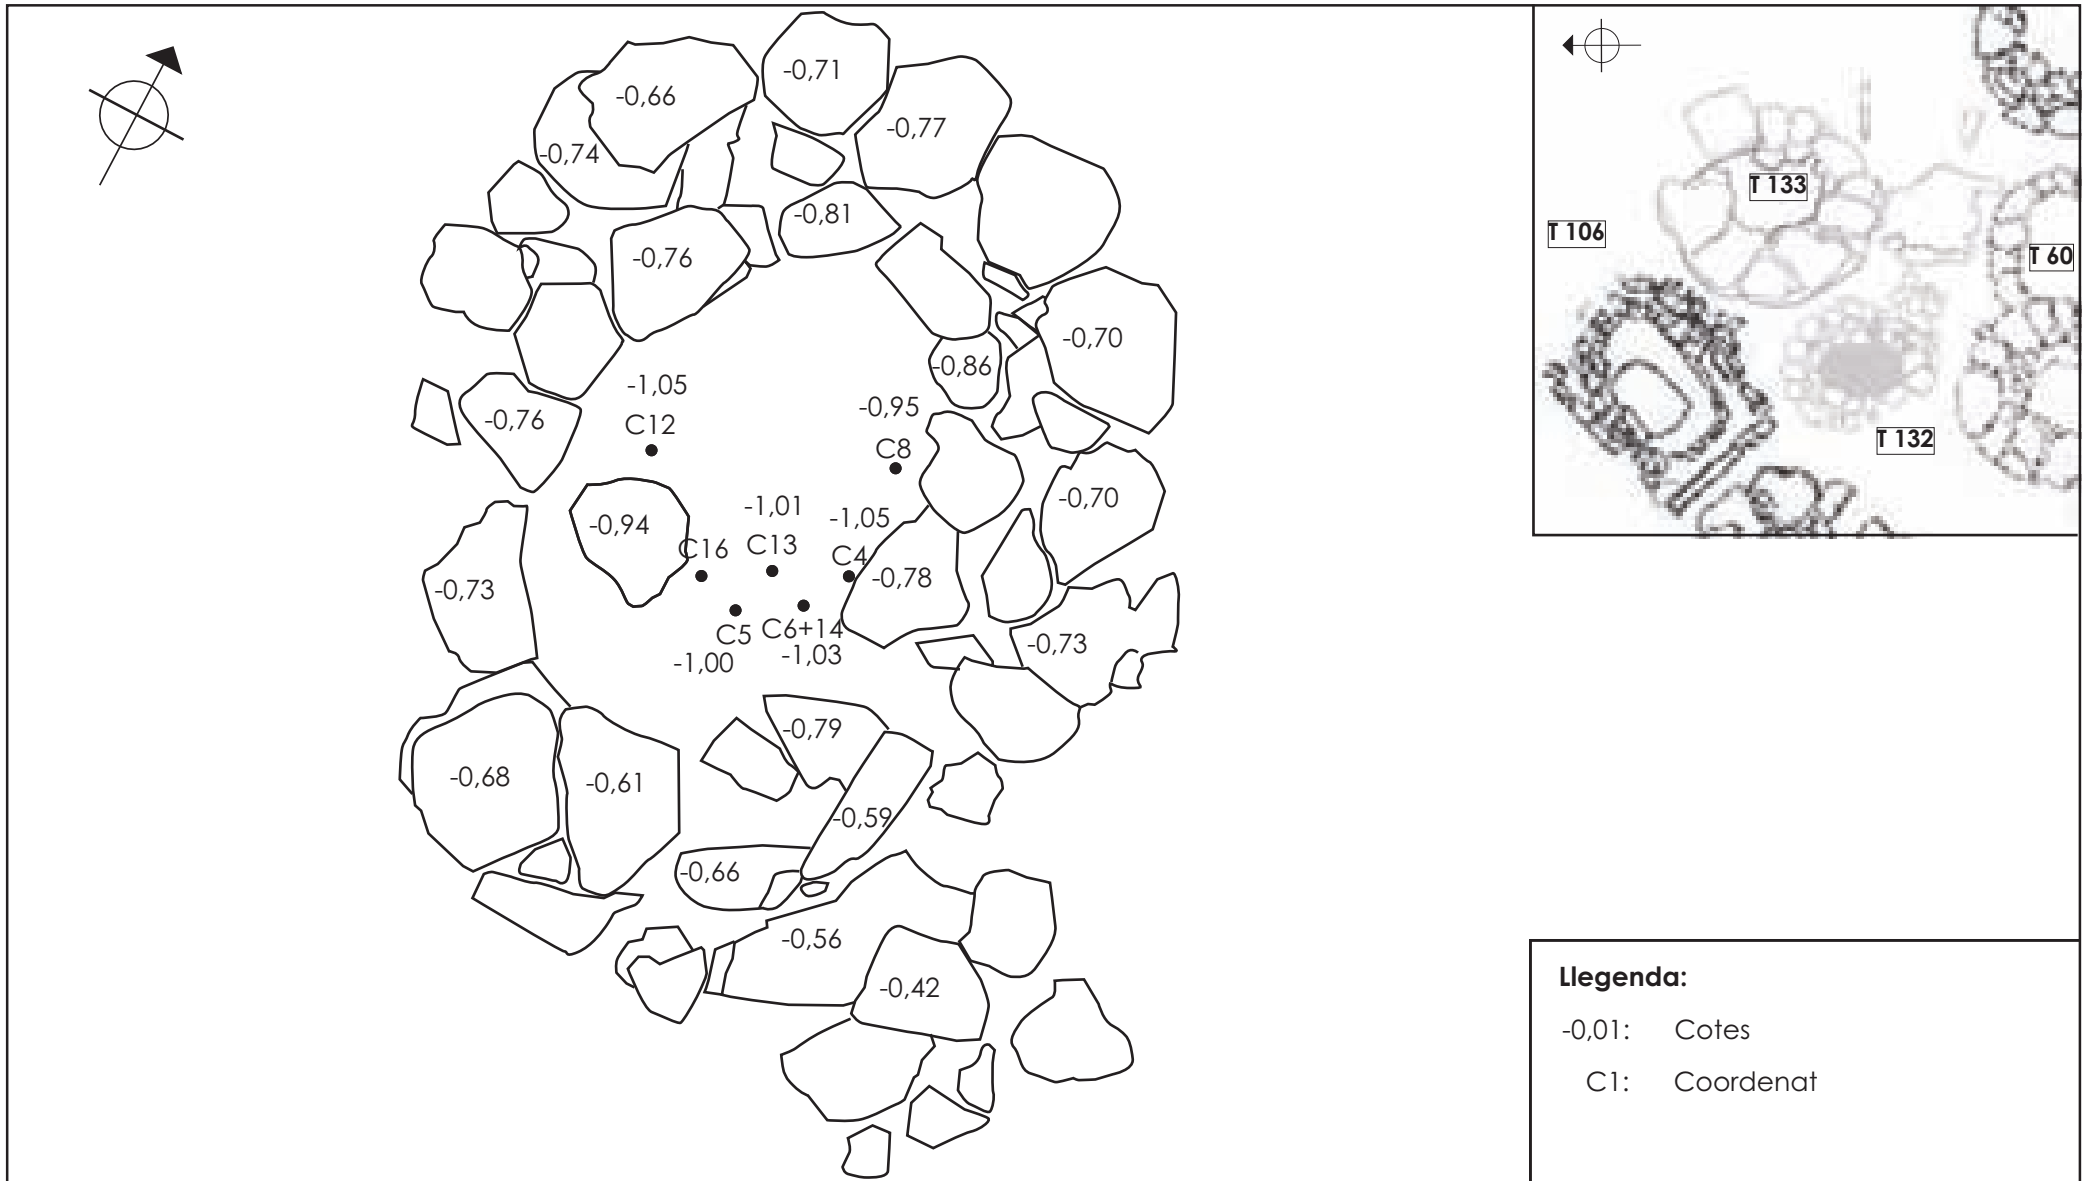 -0,71
-0,66
-0,77
-0,74
-0,81
-0,76
-0,70
-0,86
-1,05
C12
-0,95
C8
-0,76
-0,70
-0,94
-1,01
C13
-1,05
C4
C16
-0,78
-0,73
C5
-1,00
C6+14
-1,03
-0,73
-0,79
-0,68
-0,61
-0,59
-0,66
-0,56
-0,42
T 133
T 106
T 60
T 132
Llegenda:
-0,01: Cotes
C1: Coordenat